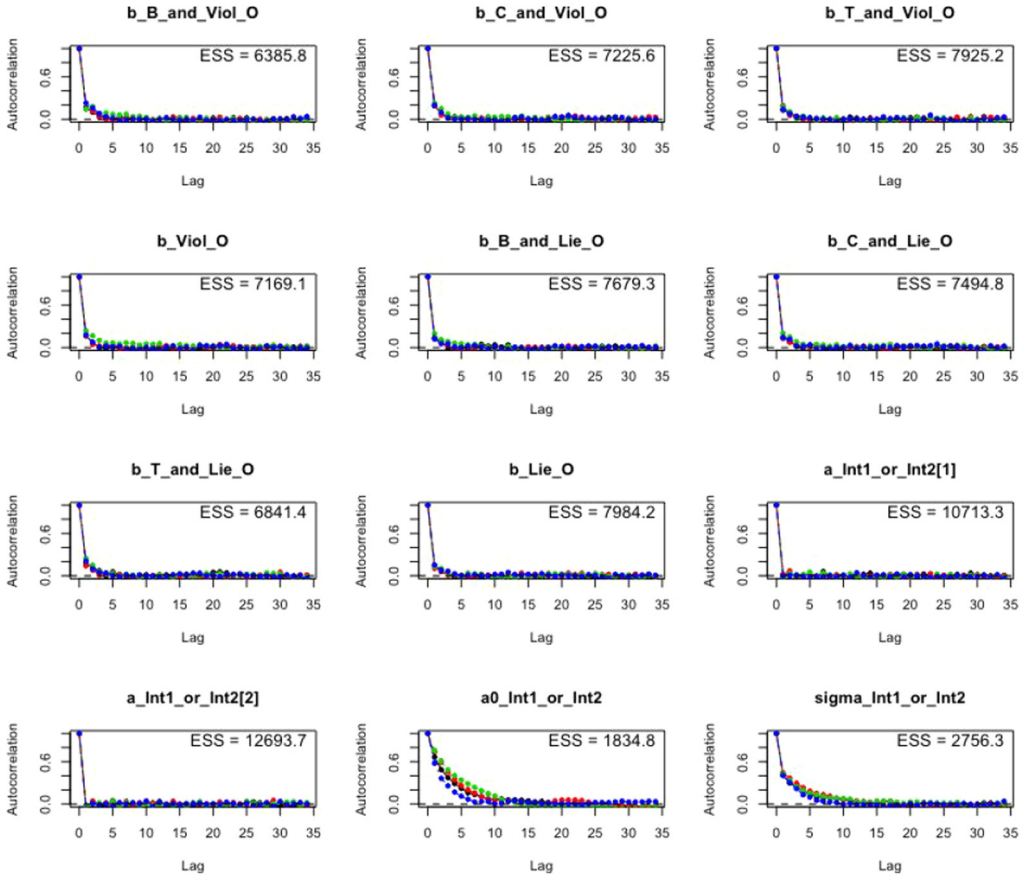 b_B_and_Viol_O b_C_and_Viol_O b_T_and_Viol_O
ESS = 6385.8 ESS = 7225.6 ESS = 7925.2
Autocorrelation Autocorrelation Autocorrelation
0.6 0.6 0.6
0.0 0.0 0.0
0 5 10 15 20 25 30 35 0 5 10 15 20 25 30 35 0 5 10 15 20 25 30 35
Lag Lag Lag
b_Viol_O b_B_and_Lie_O b_C_and_Lie_O
ESS = 7169.1 ESS = 7679.3 ESS = 7494.8
Autocorrelation Autocorrelation Autocorrelation
0.6 0.6 0.6
0.0 0.0 0.0
0 5 10 15 20 25 30 35 0 5 10 15 20 25 30 35 0 5 10 15 20 25 30 35
Lag Lag Lag
b_T_and_Lie_O b_Lie_O a_Int1_or_Int2[1]
ESS = 6841.4 ESS = 7984.2 ESS = 10713.3
Autocorrelation Autocorrelation Autocorrelation
0.6 0.6 0.6
0.0 0.0 0.0
0 5 10 15 20 25 30 35 0 5 10 15 20 25 30 35 0 5 10 15 20 25 30 35
Lag Lag Lag
a_Int1_or_Int2[2] a0_Int1_or_Int2 sigma_Int1_or_Int2
ESS = 12693.7 ESS = 1834.8 ESS = 2756.3
Autocorrelation Autocorrelation Autocorrelation
0.6 0.6 0.6
0.0 0.0 0.0
0 5 10 15 20 25 30 35 0 5 10 15 20 25 30 35 0 5 10 15 20 25 30 35
Lag Lag Lag